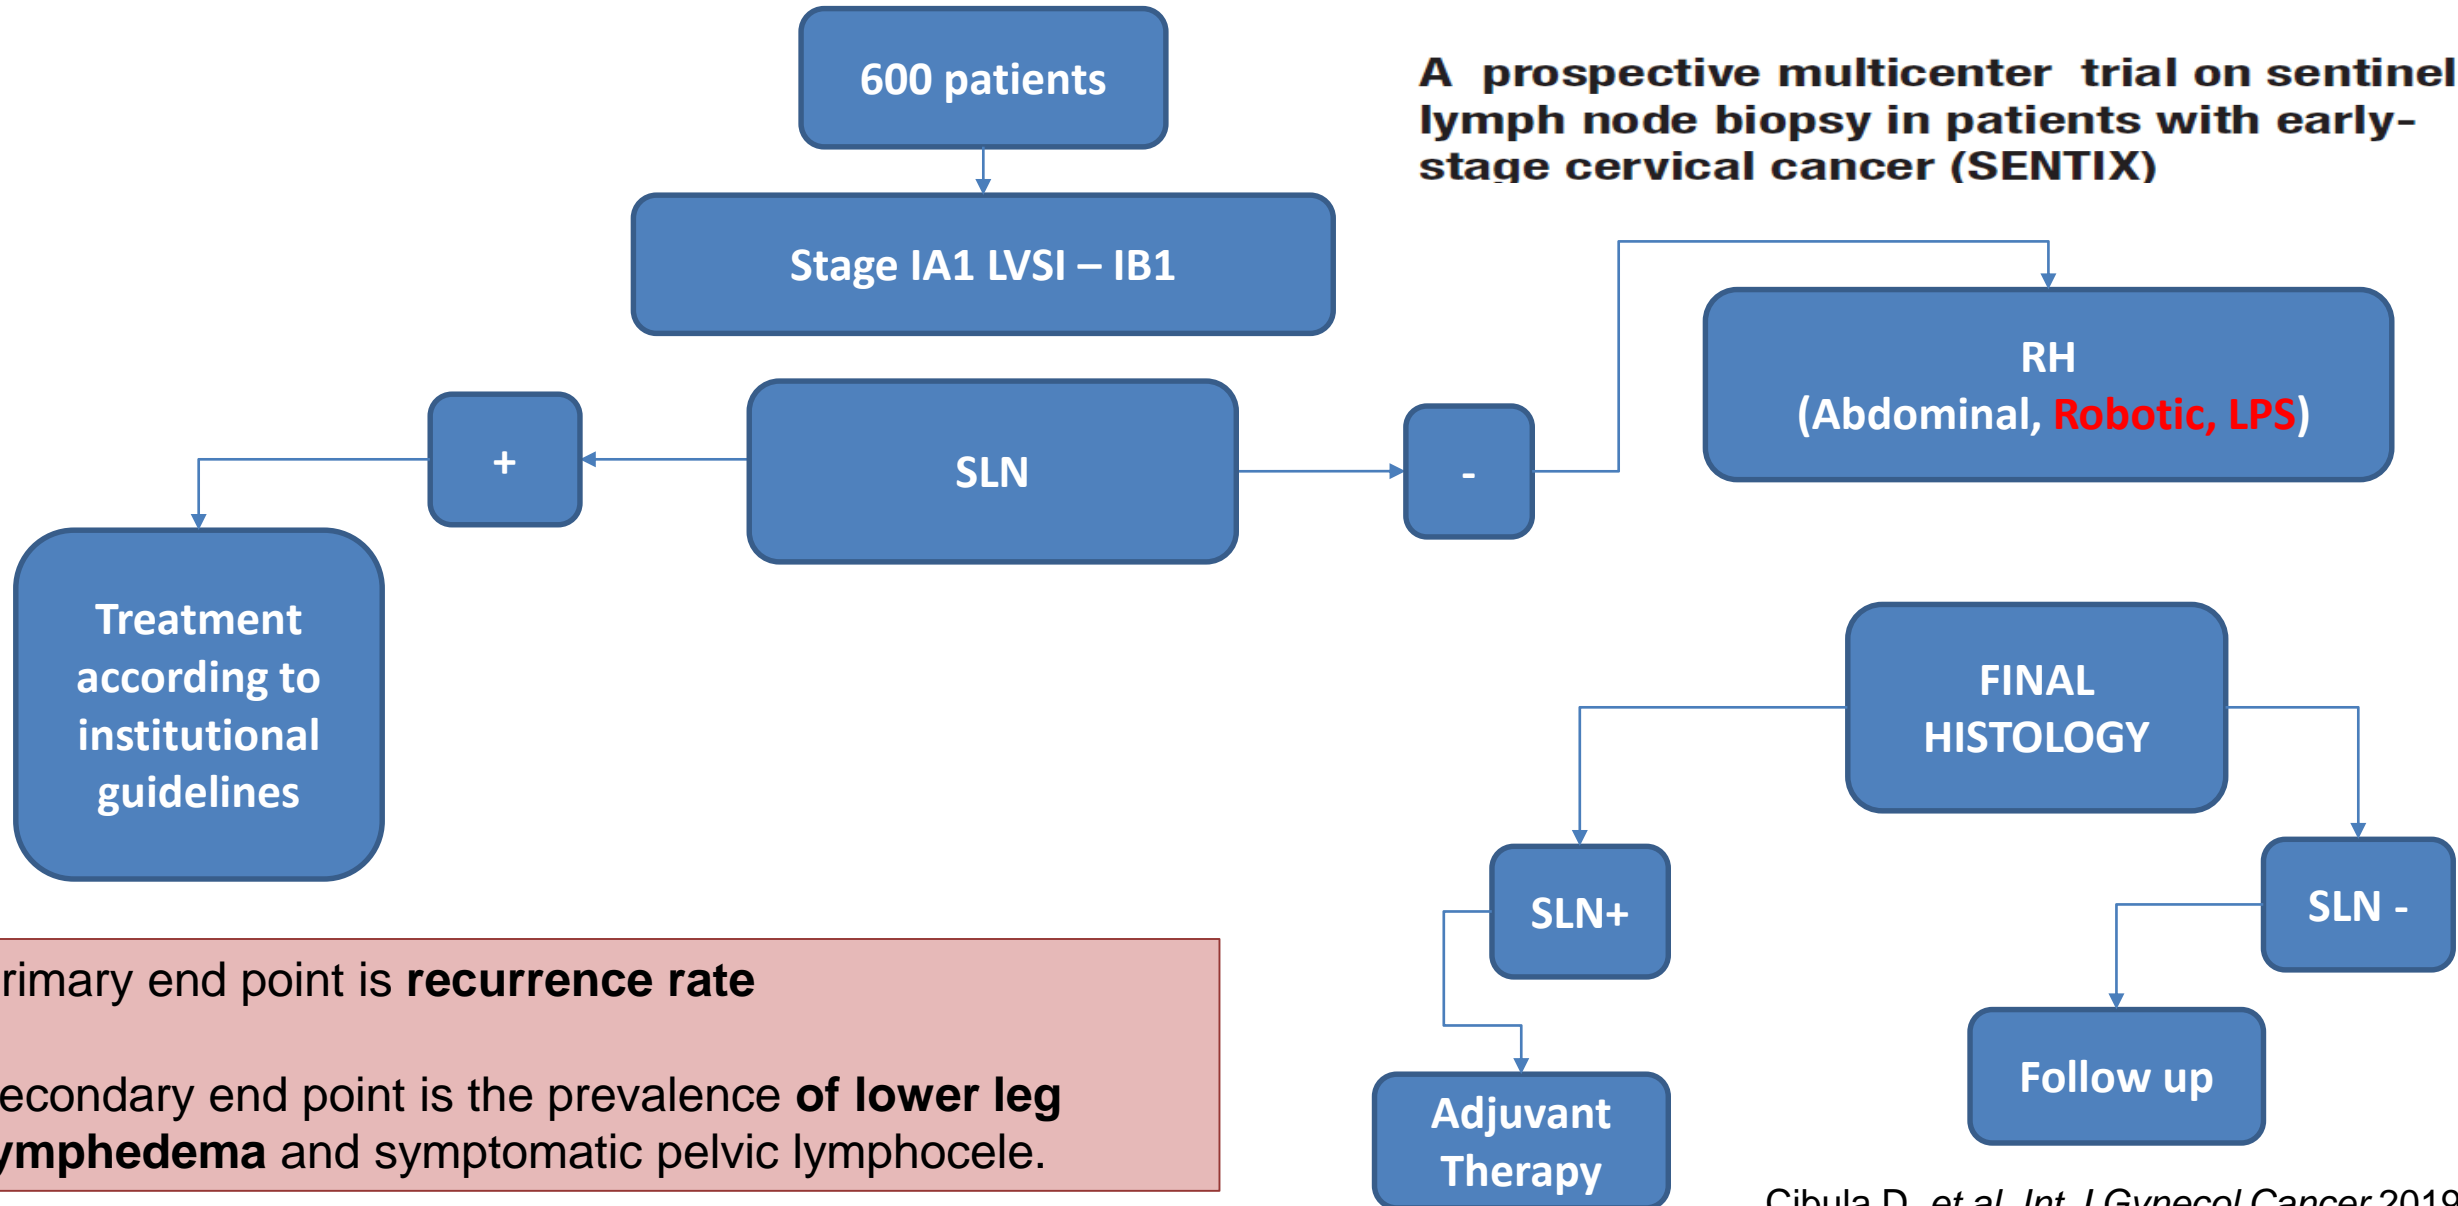 600 patients
A prospective multicenter trial on sentinel
lymph node biopsy in patients with early-
stage cervical cancer (SENTIX)
Stage IA1 LVSI – IB1
RH
(Abdominal, Robotic, LPS)
+
SLN
-
Treatment
according to
institutional
guidelines
FINAL
HISTOLOGY
SLN+
SLN -
rimary end point is recurrence rate
econdary end point is the prevalence of lower leg
ymphedema and symptomatic pelvic lymphocele.
Follow up
Adjuvant
Therapy
Cibula D, et al. Int J Gynecol Cancer 2019